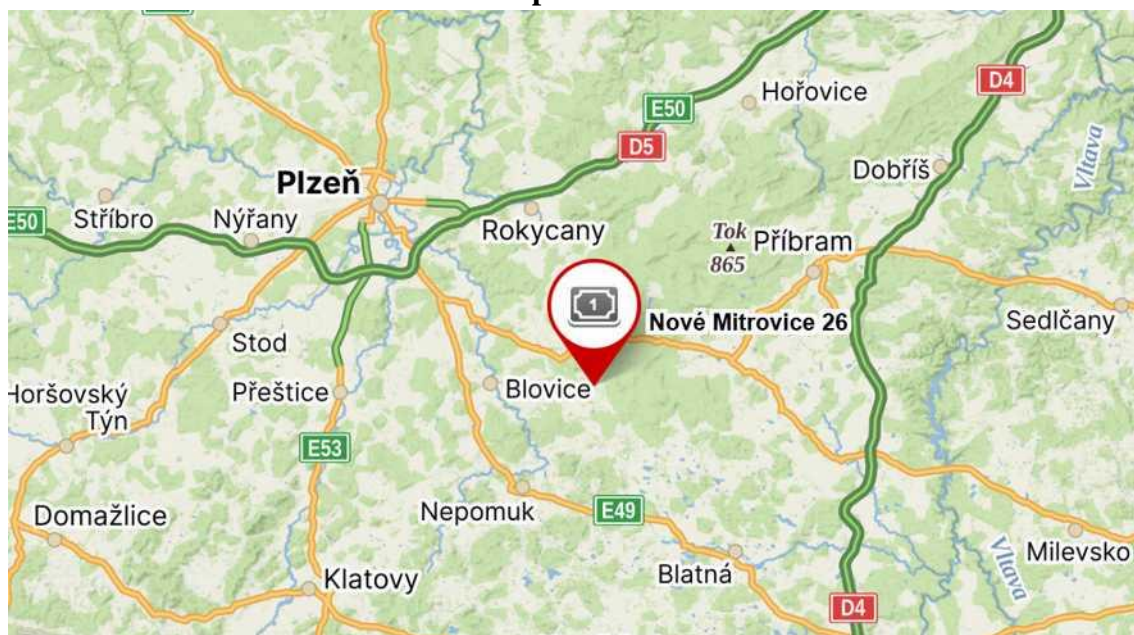 D4
Hořovice
E50
D5
Dobříš
Vltava
Plzeň
E50
Stříbro
Nýřany
Rokycany
Tok
865
Příbram
1
Nové Mitrovice 26
Sedlčany
Stod
Přeštice
Blovice
Horšovský
Týn
E53
Nepomuk
E49
Domažlice
Milevsko
Vltava
Blatná
Klatovy
D4